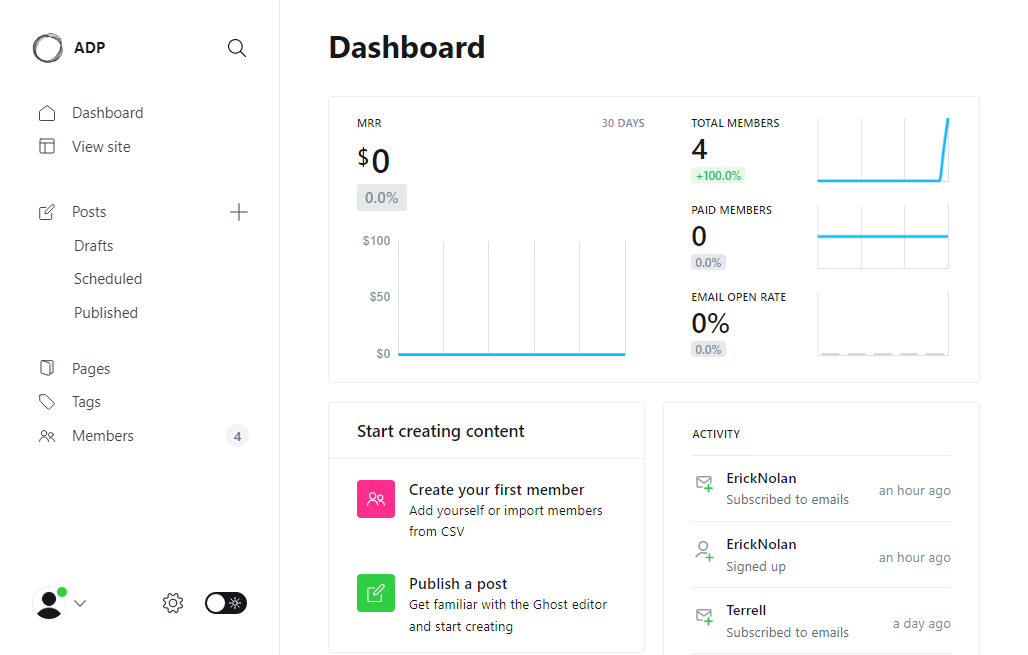 ADP
Dashboard
View site
Posts
Drafts
Scheduled
Published
Pages
Tags
Members 4
Dashboard
MRR 30 DAYS
$0
0.0%
$100
$50
$0
TOTAL MEMBERS
4
+100.0%
PAID MEMBERS
0
0.0%
EMAIL OPEN RATE
0%
0.0%
Start creating content
Create your first member
Add yourself or import members
from CSV
Publish a post
Get familiar with the Ghost editor
and start creating
ACTIVITY
ErickNolan
Subscribed to emails
an hour ago
ErickNolan
Signed up
an hour ago
Terrell
Subscribed to emails
a day ago